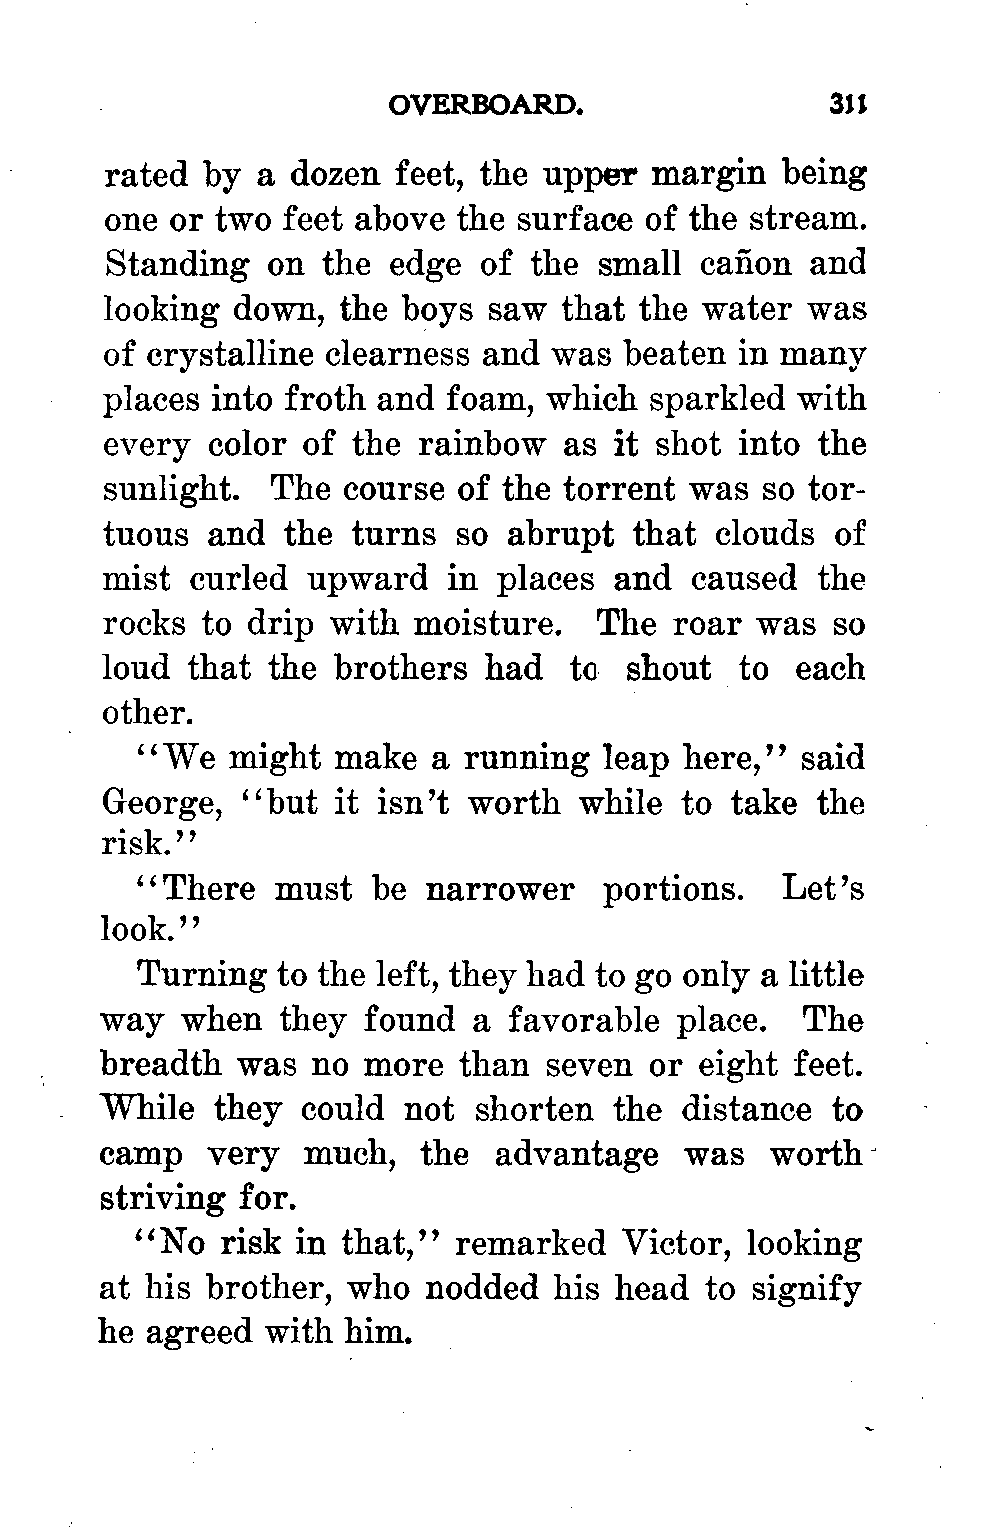 OVERBOARD. 311
rated by a dozen feet, the upper margin being
one or two feet above the surface of the stream.
Standing on the edge of the small cañon and
looking down, the boys saw that the water was
of crystalline clearness and was beaten in many
places into froth and foam, which sparkled with
every color of the rainbow as it shot into the
sunlight. The course of the torrent was so tor-
tuous and the turns so abrupt that clouds of
mist curled upward in places and caused the
rocks to drip with moisture. The roar was so
loud that the brothers had to shout to each
other.
“We might make a running leap here,” said
George, “but it isn’t worth while to take the
risk.”
“There must be narrower portions. Let’s
look.”
Turning to the left, they had to go only a little
way when they found a favorable place. The
breadth was no more than seven or eight feet.
While they could not shorten the distance to
camp very much, the advantage was worth
striving for.
“No risk in that,” remarked Victor, looking
at his brother, who nodded his head to signify
he agreed with him.